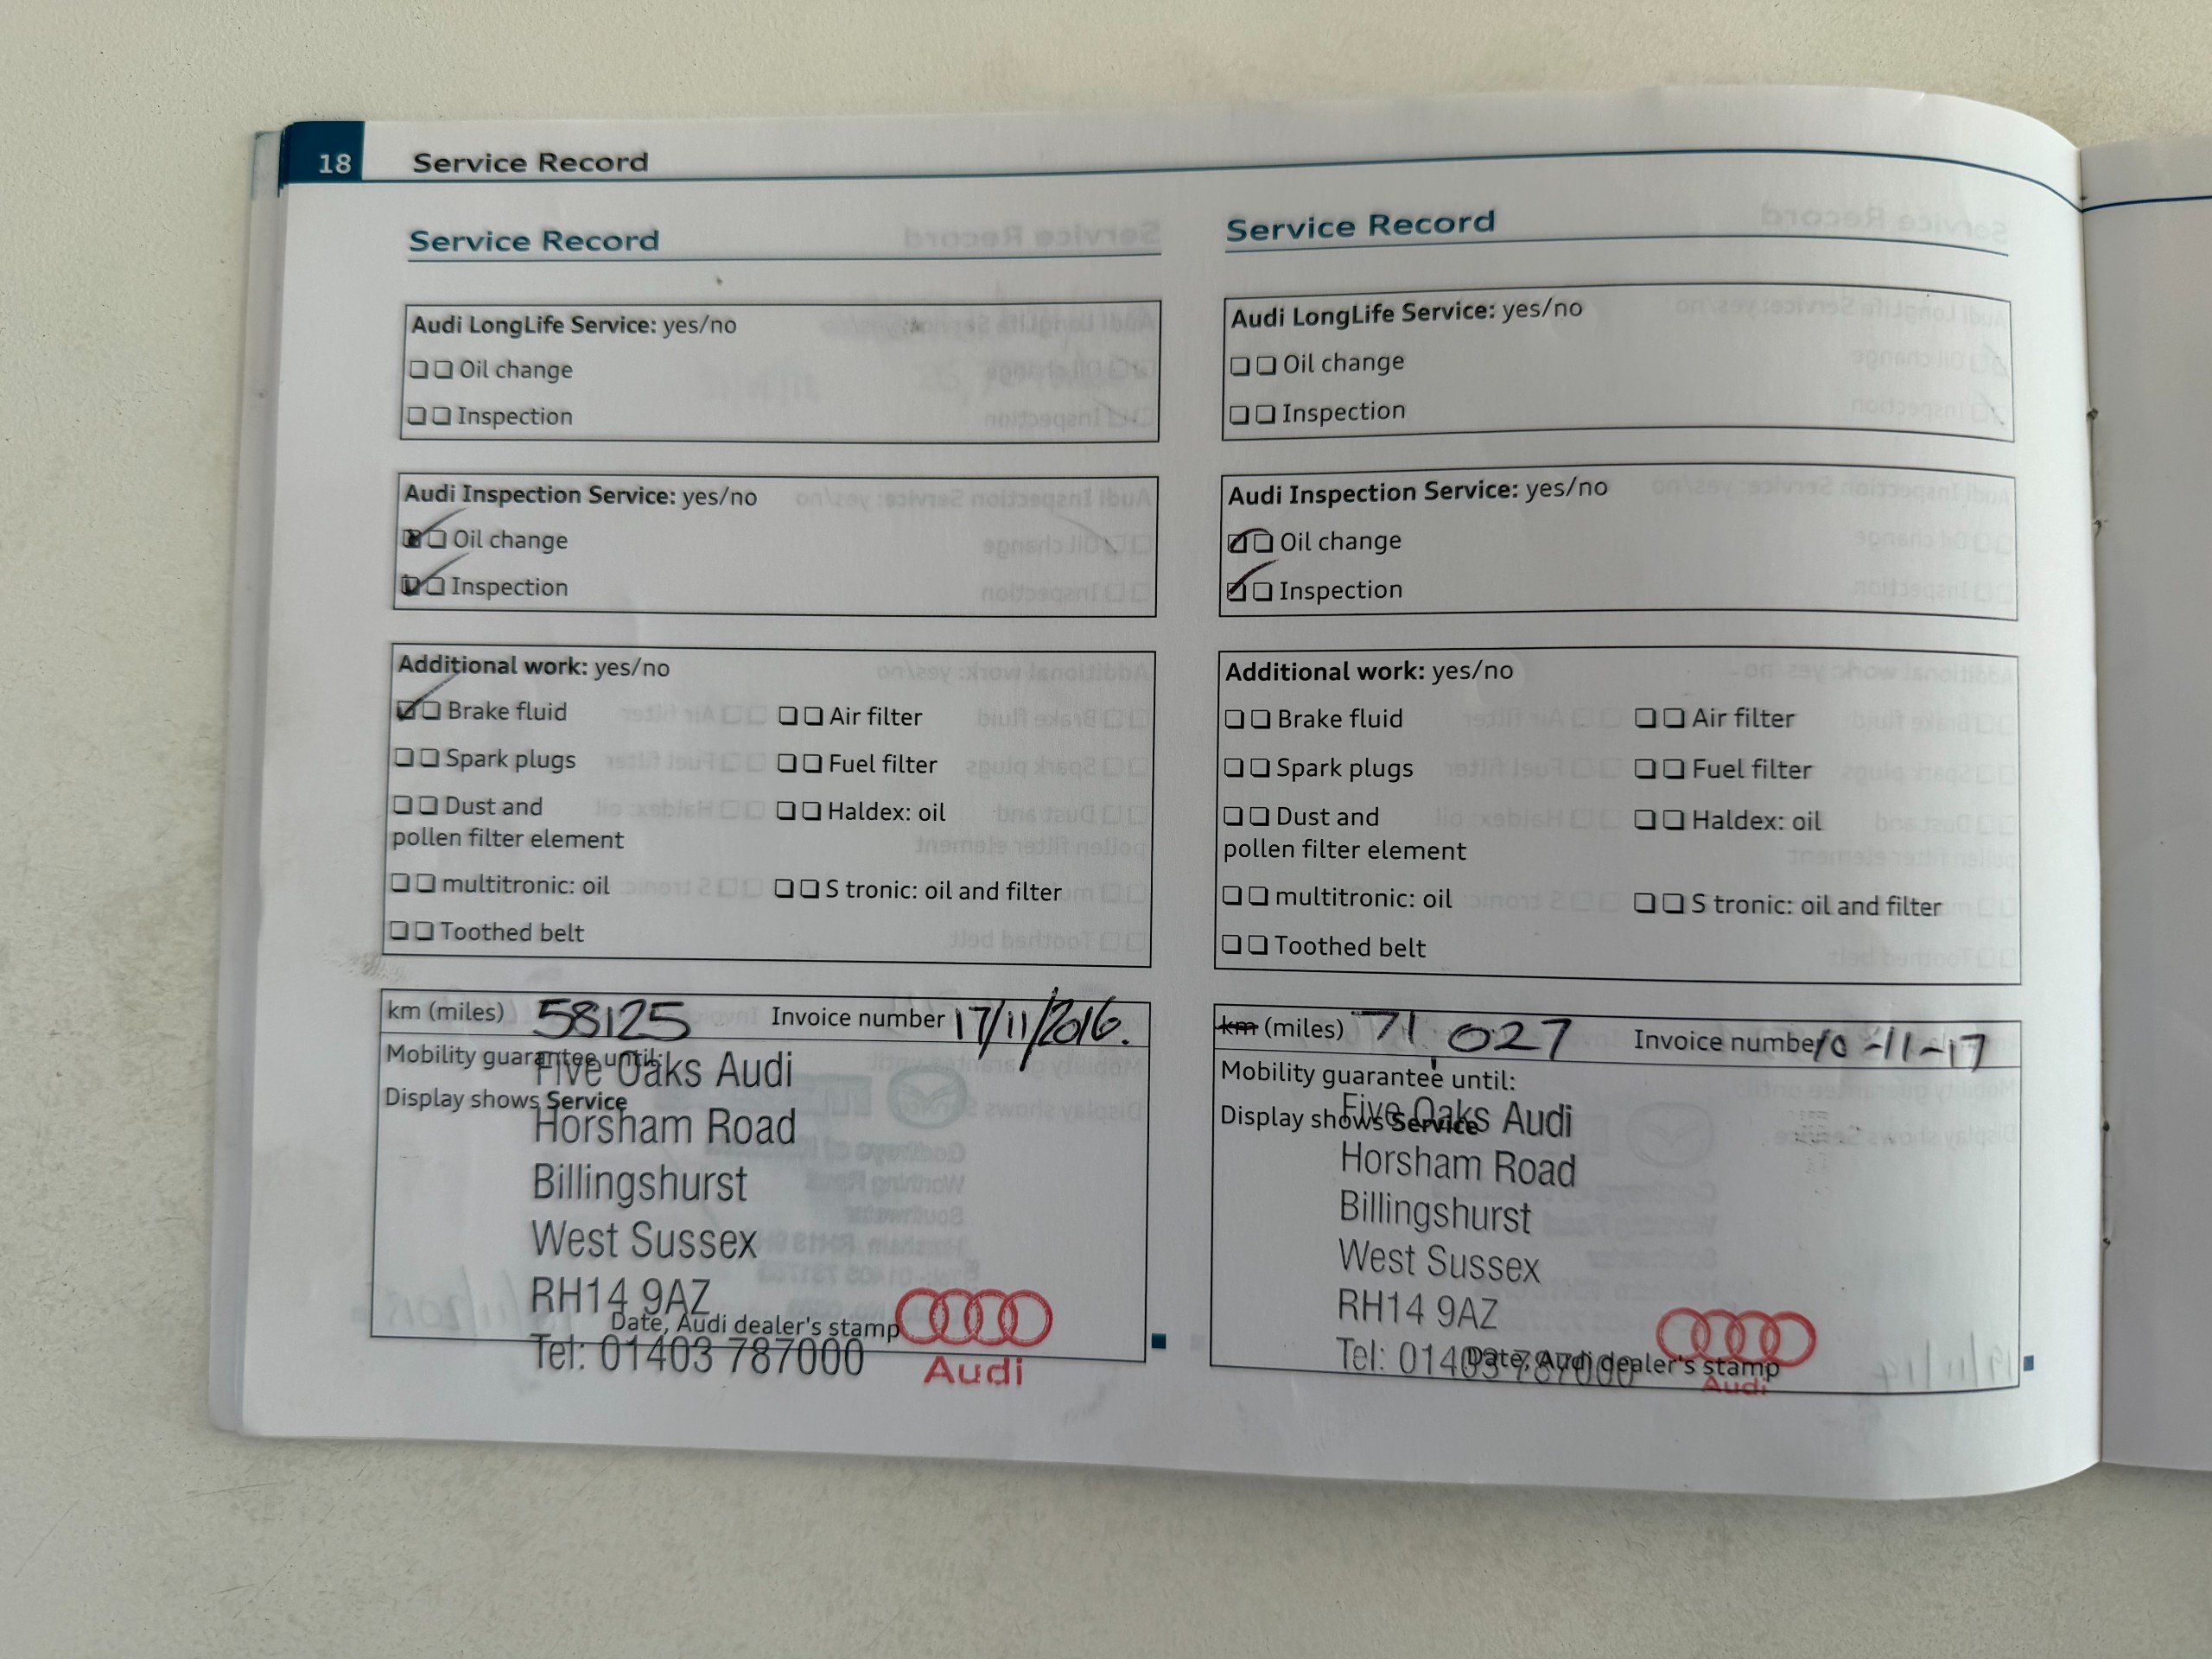 18 Service Record
Service Record
Audi LongLife Service: yes/no
❏ ❏ Oil change
❏ ❏ Inspection
Audi Inspection Service: yes/no
☑ ❏ Oil change
☑ ❏ Inspection
Additional work: yes/no
☑ ❏ Brake fluid ❏ ❏ Air filter
❏ ❏ Spark plugs ❏ ❏ Fuel filter
❏ ❏ Dust and ❏ ❏ Haldex: oil
pollen filter element
❏ ❏ multitronic: oil ❏ ❏ S tronic: oil and filter
❏ ❏ Toothed belt
km (miles) 58125 Invoice number 17/11/2016.
Mobility guarantee until:
Five Oaks Audi
Display shows Service
Horsham Road
Billingshurst
West Sussex
RH14 9AZ
Date, Audi dealer's stamp
Tel: 01403 787000
Audi
Service Record
Audi LongLife Service: yes/no
❏ ❏ Oil change
❏ ❏ Inspection
Audi Inspection Service: yes/no
☑ ❏ Oil change
☑ ❏ Inspection
Additional work: yes/no
❏ ❏ Brake fluid ❏ ❏ Air filter
❏ ❏ Spark plugs ❏ ❏ Fuel filter
❏ ❏ Dust and ❏ ❏ Haldex: oil
pollen filter element
❏ ❏ multitronic: oil ❏ ❏ S tronic: oil and filter
❏ ❏ Toothed belt
km (miles) 71,027 Invoice number 10-11-17
Mobility guarantee until:
Five Oaks Audi
Display shows Service
Horsham Road
Billingshurst
West Sussex
RH14 9AZ
Tel: 01403 787000
Date, Audi dealer's stamp
Audi